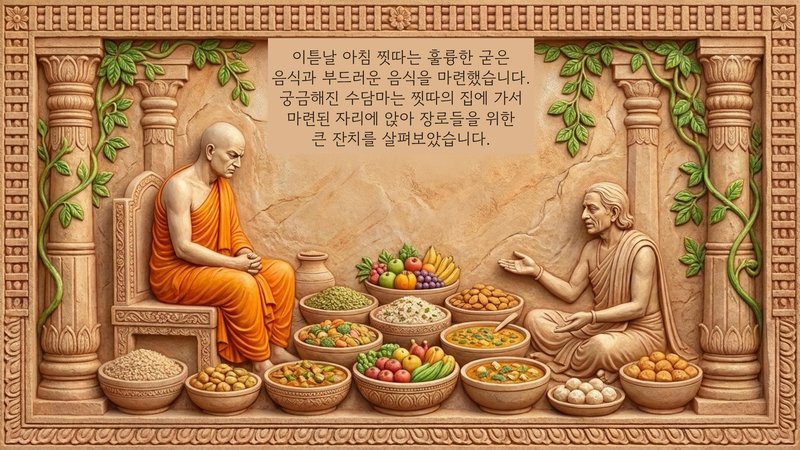 이튿날 아침 찟따는 훌륭한 굳은
음식과 부드러운 음식을 마련했습니다.
궁금해진 수담마는 찟따의 집에 가서
마련된 자리에 앉아 장로들을 위한
큰 잔치를 살펴보았습니다.